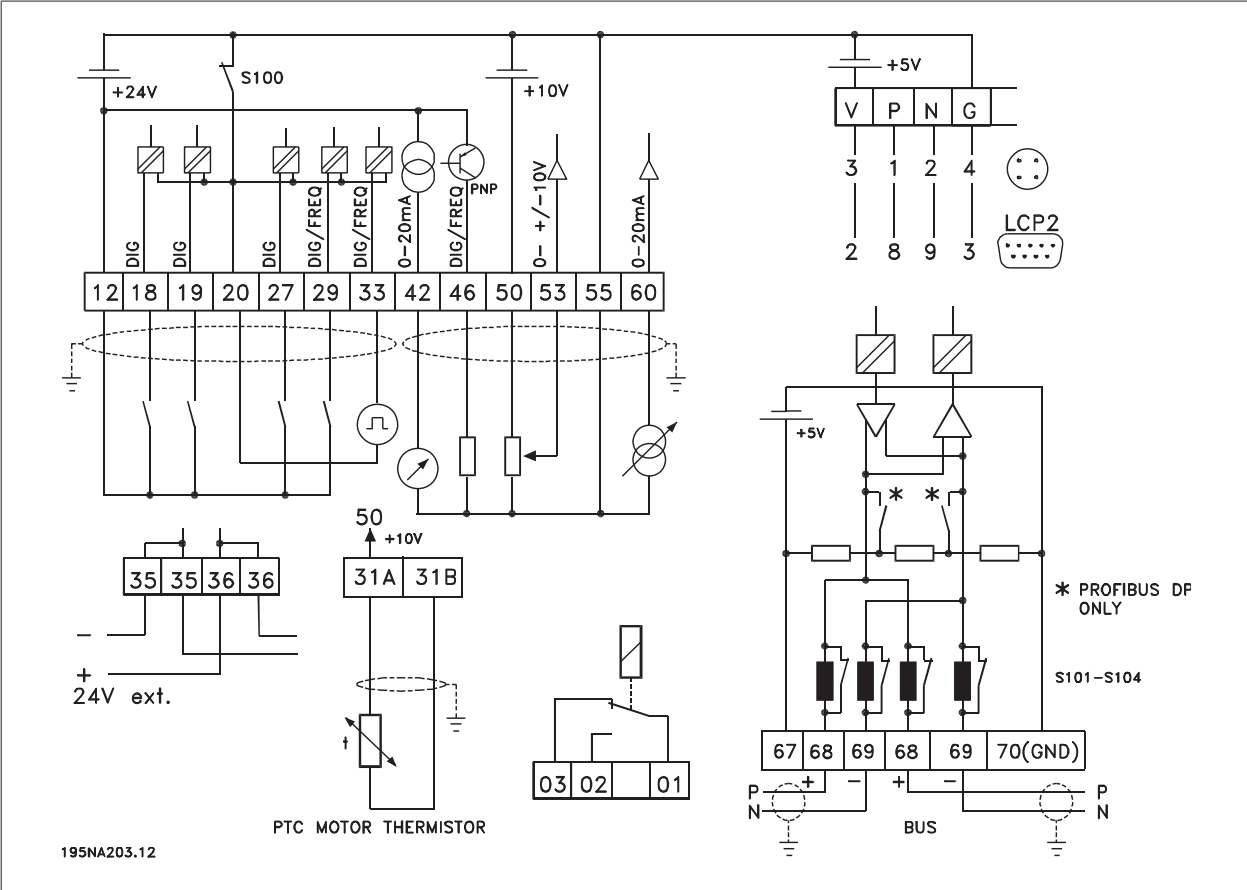 +24V
S100
+10V
+5V
V P N G
3 1 2 4
2 8 9 3
LCP2
DIG
DIG
DIG
DIG/FREQ
DIG/FREQ
0-20mA
DIG/FREQ
PNP
0- +/-10V
0-20mA
12 18 19 20 27 29 33 42 46 50 53 55 60
+5V
* *
* PROFIBUS DP
ONLY
S101-S104
67 68 69 68 69 70(GND)
+ - + -
P P
N N
BUS
35 35 36 36
-
+
24V ext.
50
+10V
31A 31B
t
PTC MOTOR THERMISTOR
03 02 01
195NA203.12